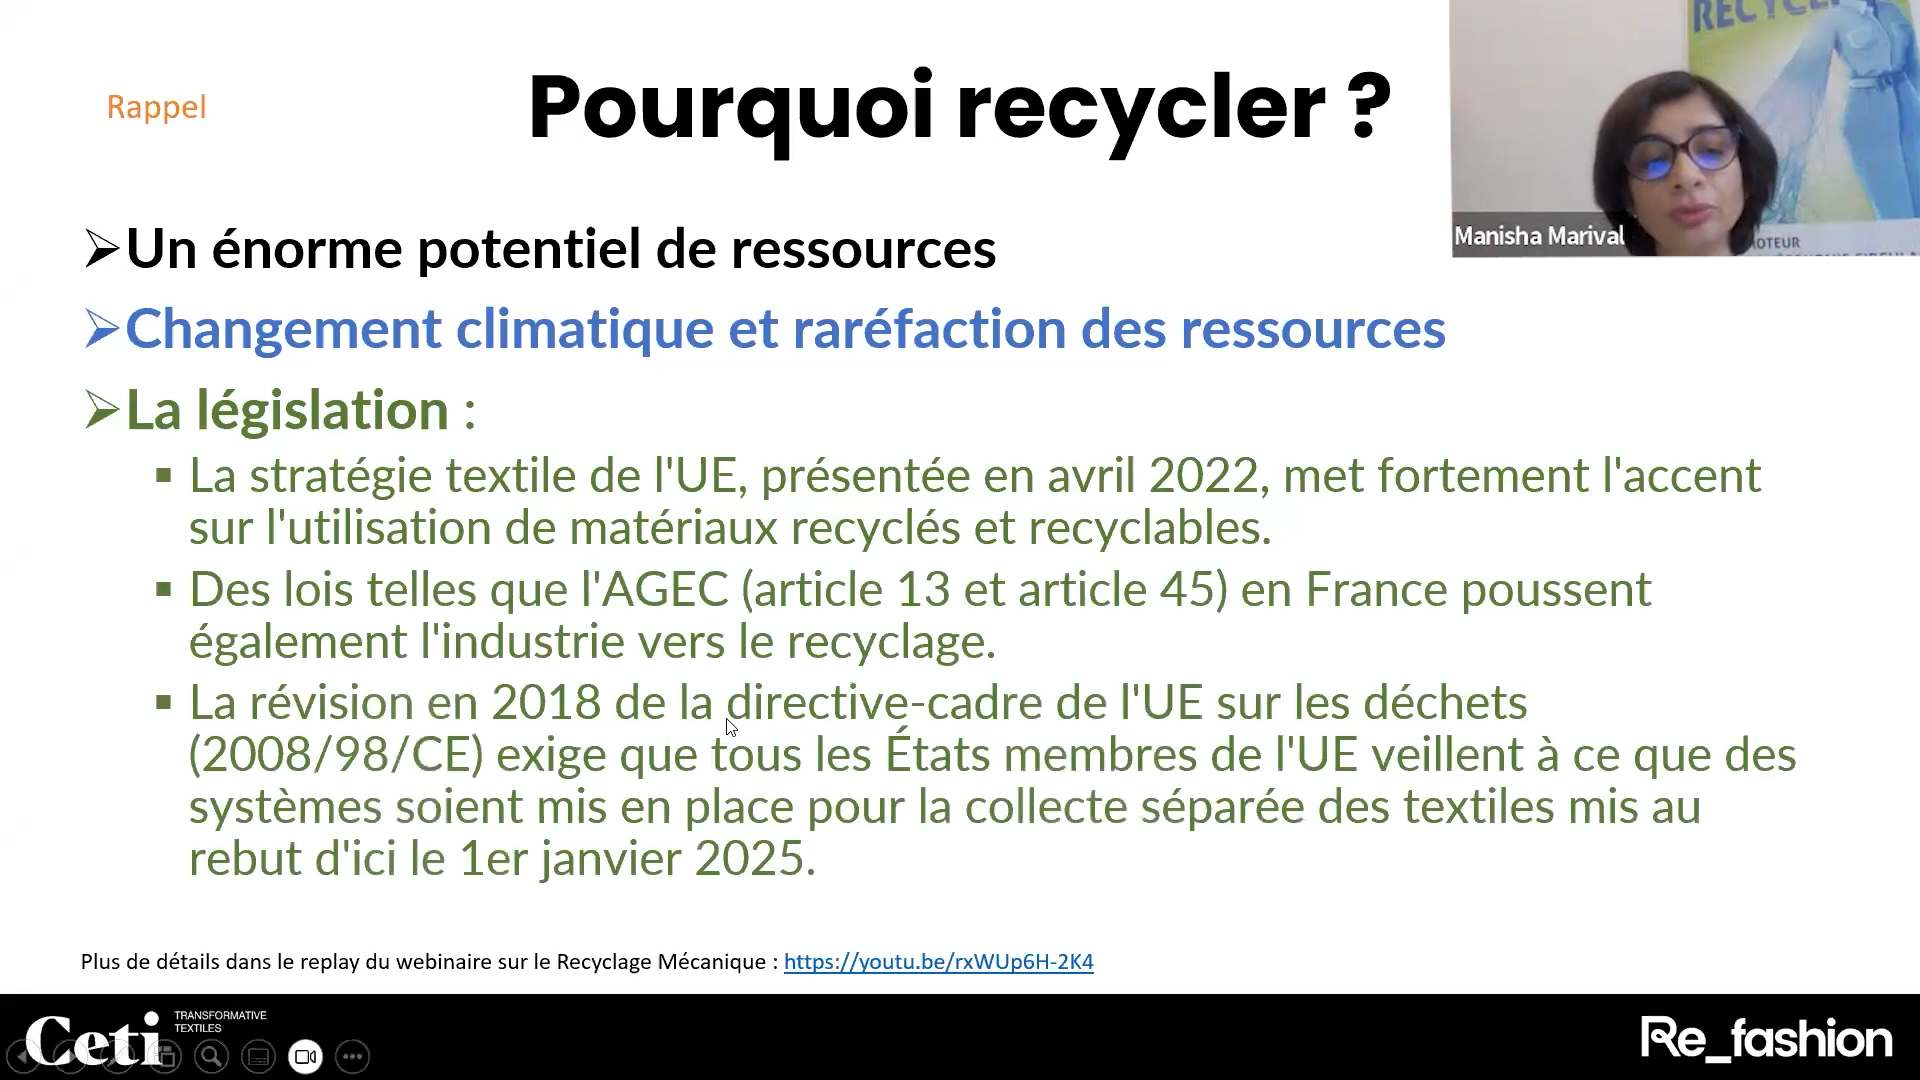 Rappel
Pourquoi recycler ?
RECYCL
Manisha Marival
MOTEUR
➢Un énorme potentiel de ressources
➢Changement climatique et raréfaction des ressources
➢La législation :
▪ La stratégie textile de l'UE, présentée en avril 2022, met fortement l'accent
sur l'utilisation de matériaux recyclés et recyclables.
▪ Des lois telles que l'AGEC (article 13 et article 45) en France poussent
également l'industrie vers le recyclage.
▪ La révision en 2018 de la directive-cadre de l'UE sur les déchets
(2008/98/CE) exige que tous les États membres de l'UE veillent à ce que des
systèmes soient mis en place pour la collecte séparée des textiles mis au
rebut d'ici le 1er janvier 2025.
Plus de détails dans le replay du webinaire sur le Recyclage Mécanique : https://youtu.be/rxWUp6H-2K4
Ceti
TRANSFORMATIVE
TEXTILES
Re_fashion